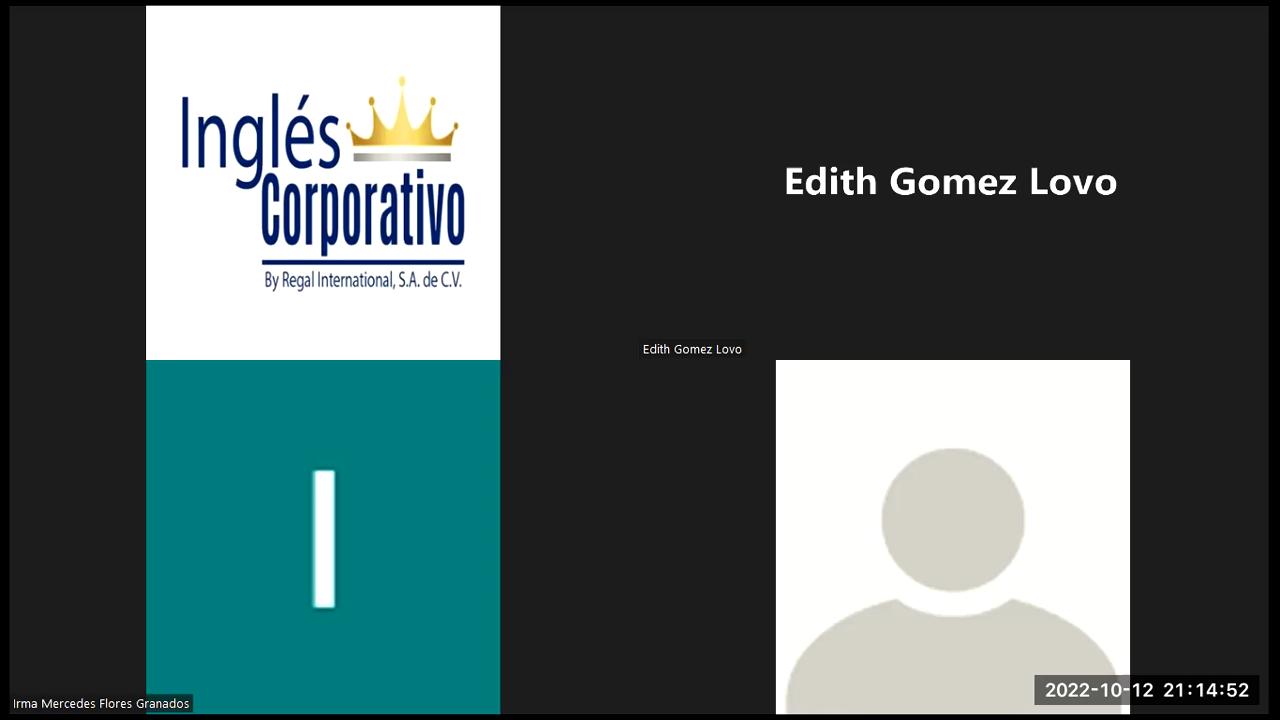 Inglés
Corporativo
By Regal International, S.A. de C.V.
Edith Gomez Lovo
Edith Gomez Lovo
I
Irma Mercedes Flores Granados
2022-10-12 21:14:52